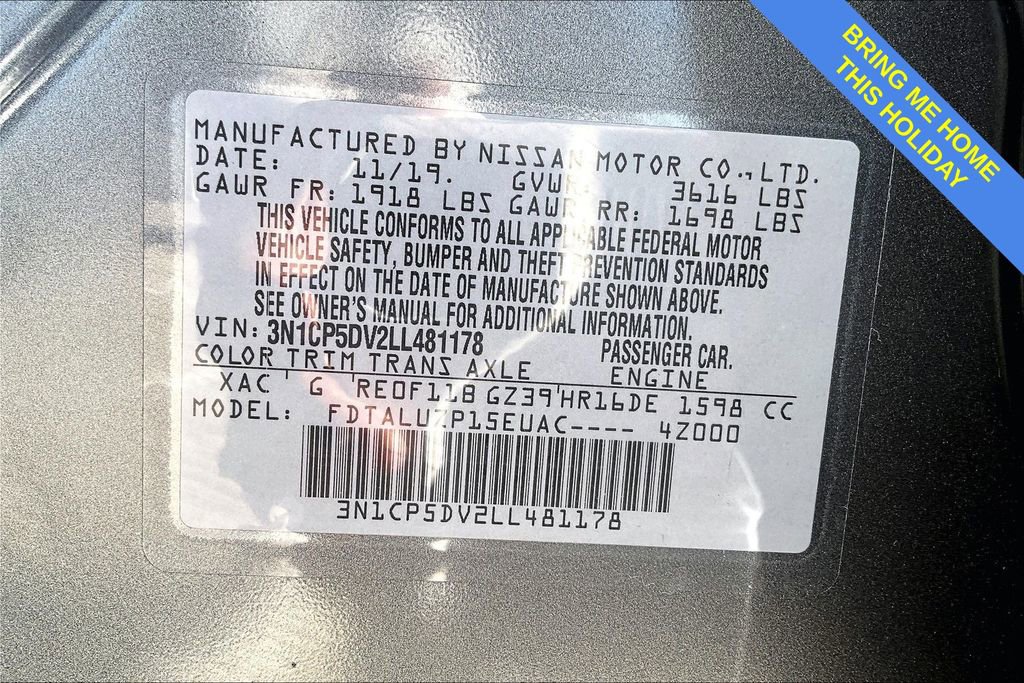 BRING ME HOME
THIS HOLIDAY
MANUFACTURED BY NISSAN MOTOR CO.,LTD.
DATE: 11/19. GVWR: 3616 LBS
GAWR FR: 1918 LBS GAWR RR: 1698 LBS
THIS VEHICLE CONFORMS TO ALL APPLICABLE FEDERAL MOTOR
VEHICLE SAFETY, BUMPER AND THEFT PREVENTION STANDARDS
IN EFFECT ON THE DATE OF MANUFACTURE SHOWN ABOVE.
SEE OWNER'S MANUAL FOR ADDITIONAL INFORMATION.
VIN: 3N1CP5DV2LL481178 PASSENGER CAR.
COLOR TRIM TRANS AXLE ENGINE
XAC G RE0F11B GZ39 HR16DE 1598 CC
MODEL: FDTALUZP15EUAC---- 4Z000
3N1CP5DV2LL481178